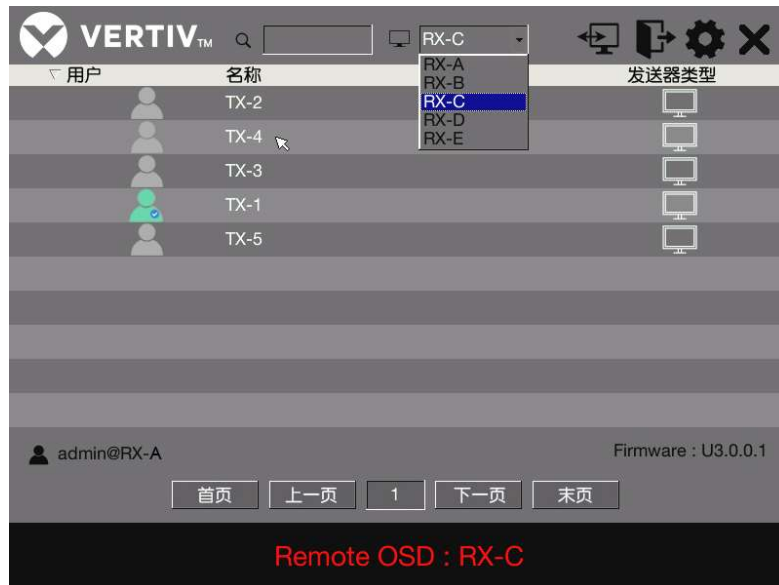 VERTIV™ RX-C
RX-A
RX-B
RX-C
RX-D
RX-E
用户 名称 发送器类型
TX-2
TX-4
TX-3
TX-1
TX-5
admin@RX-A Firmware : U3.0.0.1
首页 上一页 1 下一页 末页
Remote OSD : RX-C